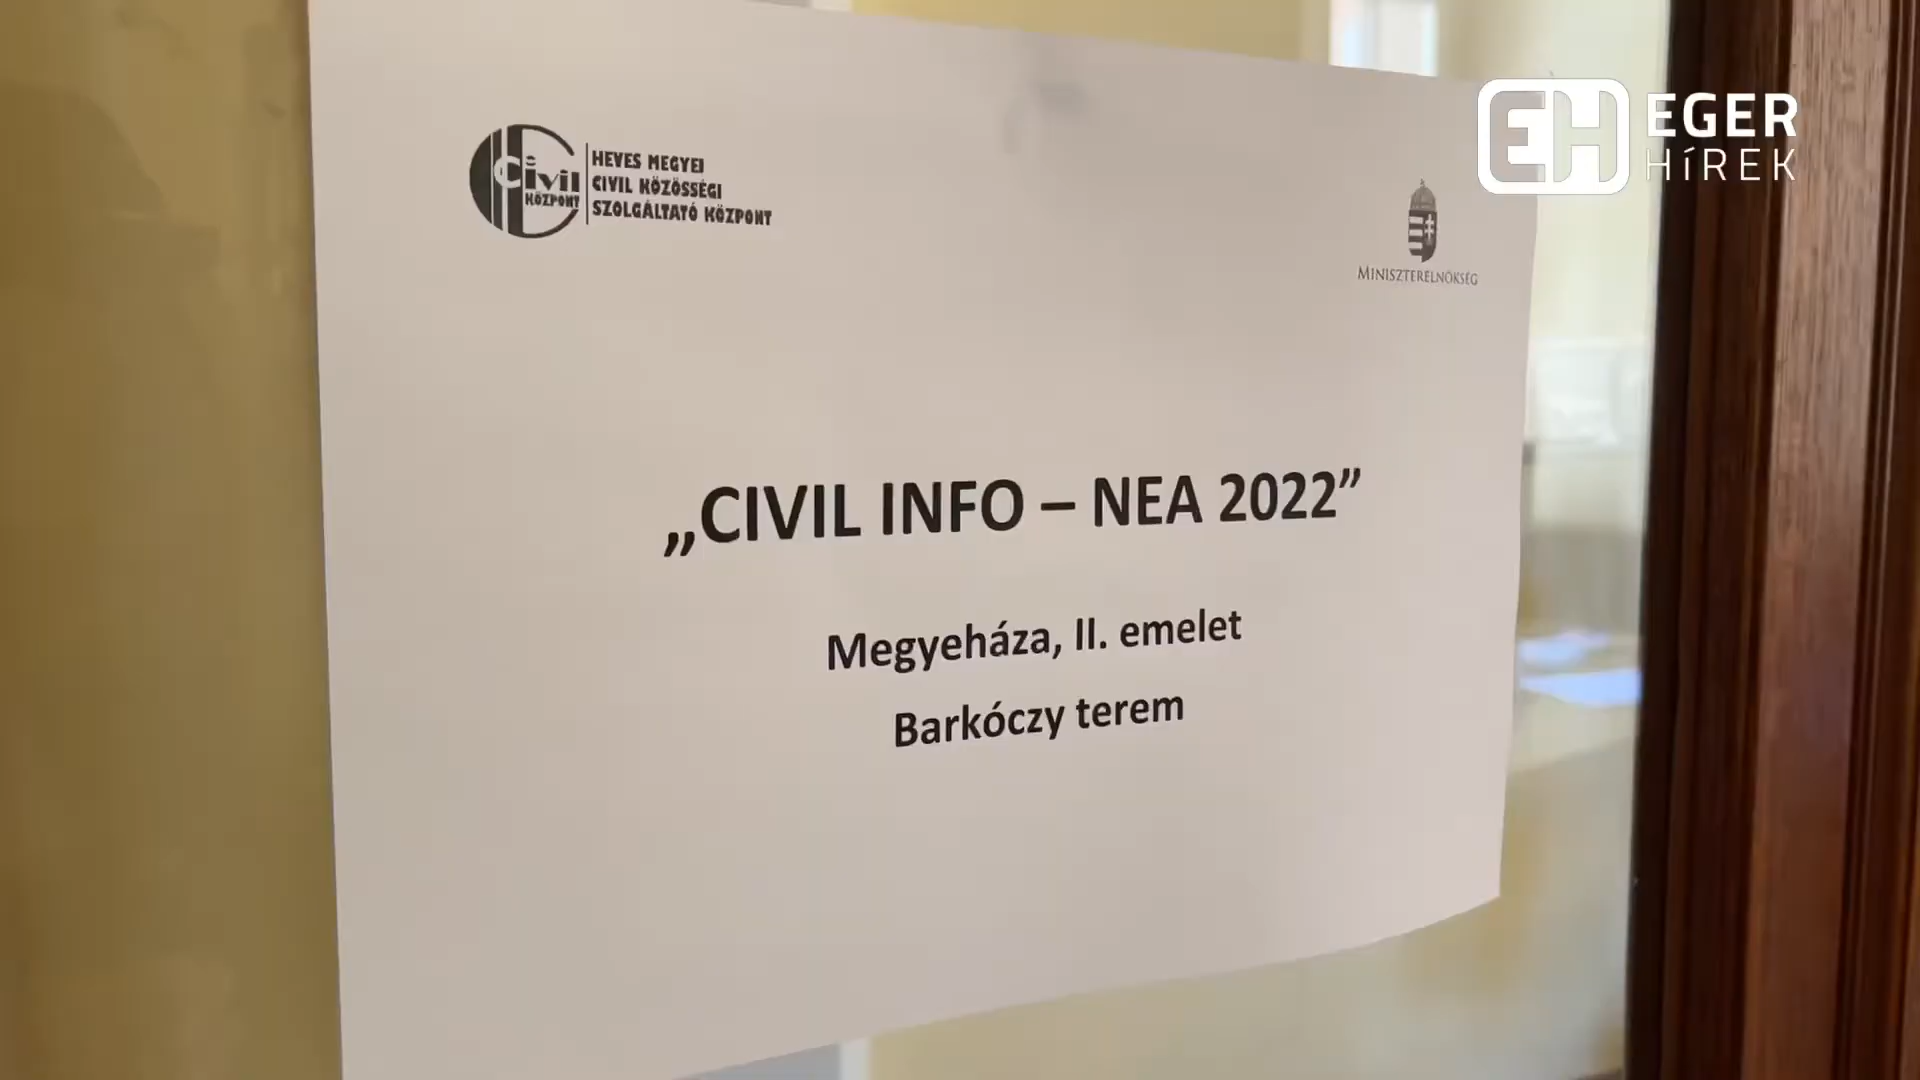 Civil
KÖZPONT
HEVES MEGYEI
CIVIL KÖZÖSSÉGI
SZOLGÁLTATÓ KÖZPONT
EH EGER
HÍREK
MINISZTERELNÖKSÉG
„CIVIL INFO – NEA 2022”
Megyeháza, II. emelet
Barkóczy terem